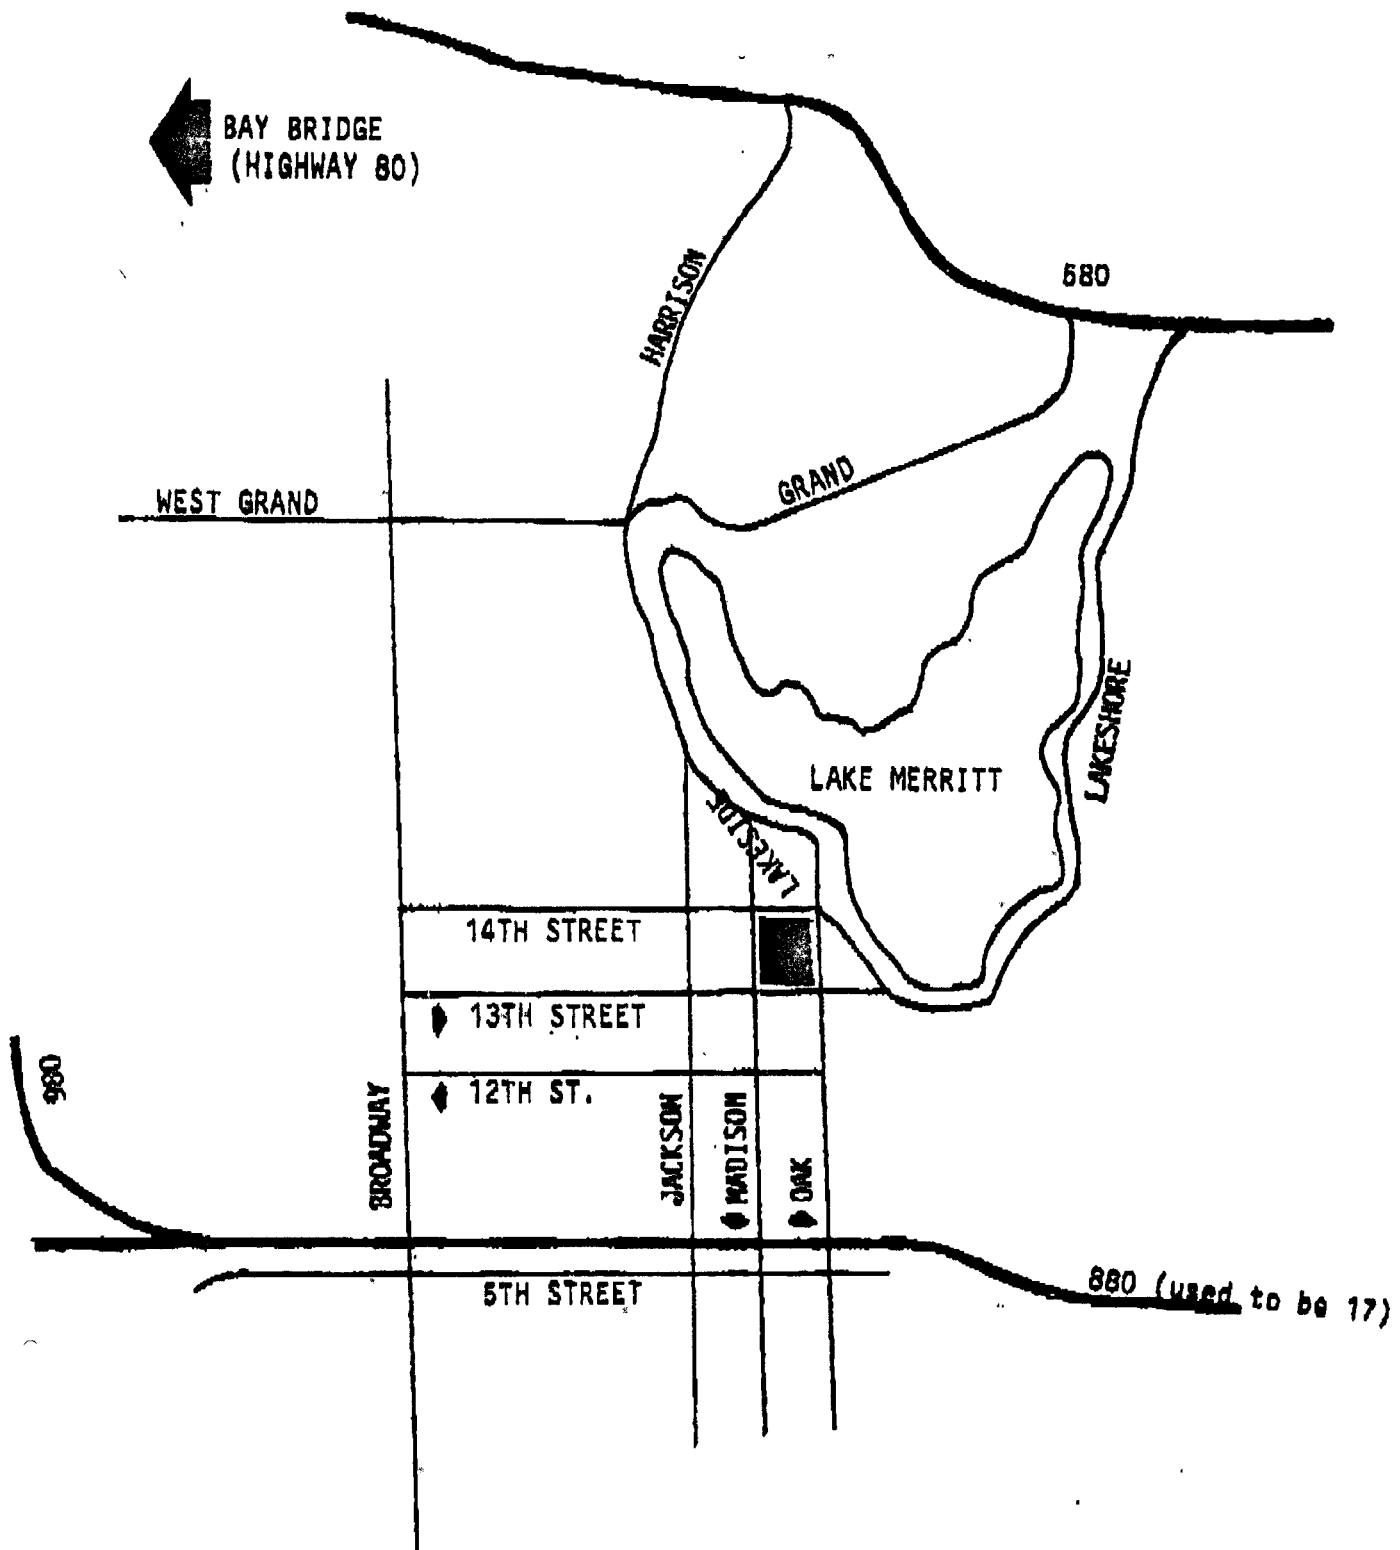 BAY BRIDGE
(HIGHWAY 80)
HARRISON
580
WEST GRAND
GRAND
LAKESHORE
LAKE MERRITT
LAKESIDE
14TH STREET
13TH STREET
12TH ST.
980
BROADWAY
JACKSON
MADISON
OAK
5TH STREET
880 (used to be 17)